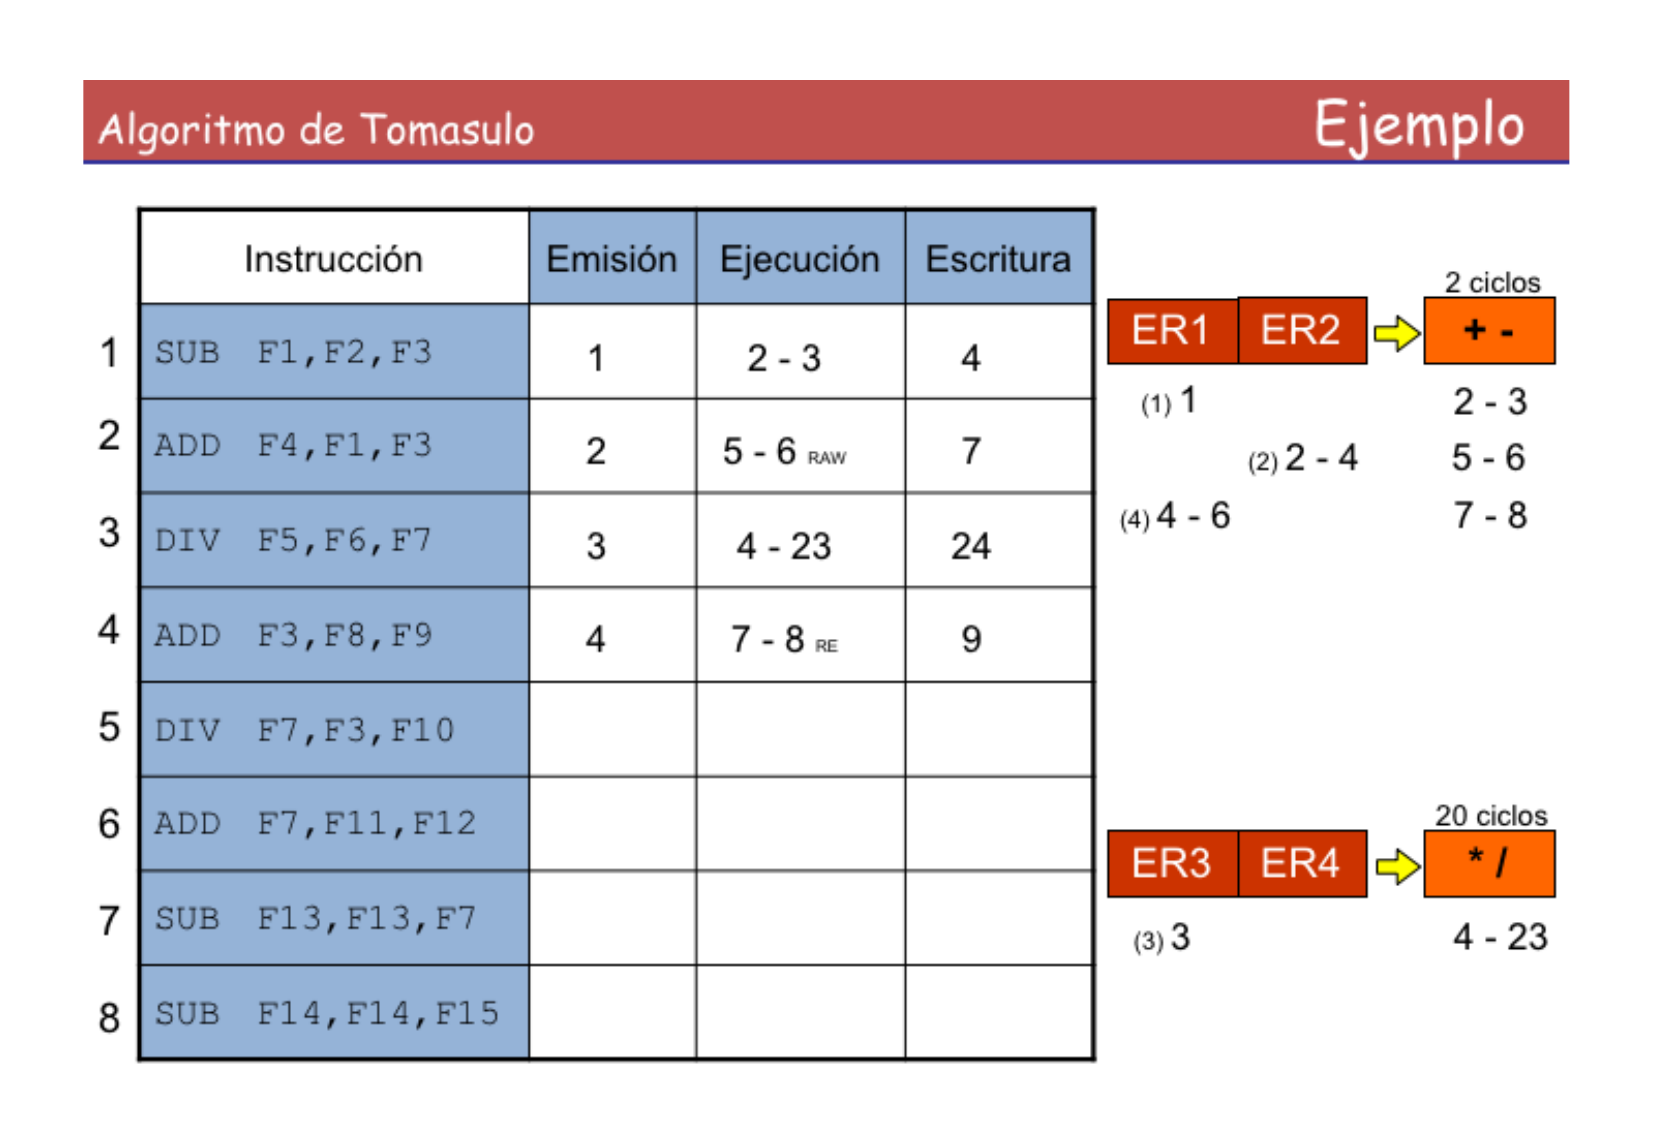 Algoritmo de Tomasulo Ejemplo
Instrucción Emisión Ejecución Escritura
1 SUB F1,F2,F3 1 2 - 3 4
2 ADD F4,F1,F3 2 5 - 6 RAW 7
3 DIV F5,F6,F7 3 4 - 23 24
4 ADD F3,F8,F9 4 7 - 8 RE 9
5 DIV F7,F3,F10
6 ADD F7,F11,F12
7 SUB F13,F13,F7
8 SUB F14,F14,F15
2 ciclos
ER1 ER2 + -
(1) 1 2 - 3
(2) 2 - 4 5 - 6
(4) 4 - 6 7 - 8
20 ciclos
ER3 ER4 * /
(3) 3 4 - 23